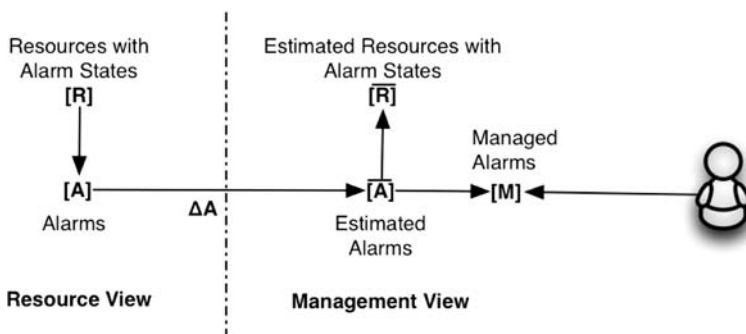 Resources with
Alarm States
[R]
Estimated Resources with
Alarm States
[R̅]
Managed
Alarms
[A]
ΔA
[A̅]
[M]
Alarms
Estimated
Alarms
Resource View
Management View